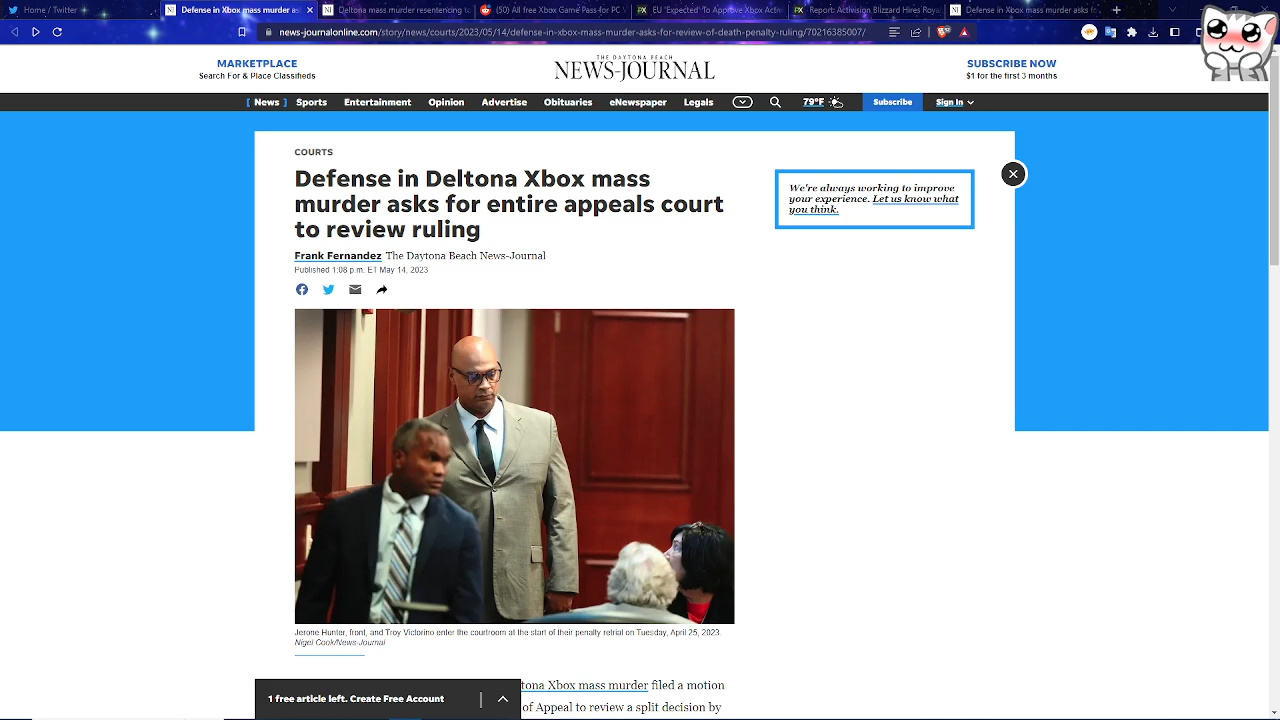 Home / Twitter
Defense in Xbox mass murder as
Deltona mass murder resentencing tu
(50) All free Xbox Game Pass-for PC V
EU 'Expected' To Approve Xbox Activ
Report: Activision Blizzard Hires Roya
Defense in Xbox mass murder asks fo
news-journalonline.com/story/news/courts/2023/05/14/defense-in-xbox-mass-murder-asks-for-review-of-death-penalty-ruling/70216385007/
MARKETPLACE
Search For & Place Classifieds
THE DAYTONA BEACH
NEWS-JOURNAL
SUBSCRIBE NOW
$1 for the first 3 months
[ News ] Sports Entertainment Opinion Advertise Obituaries eNewspaper Legals 79°F Subscribe Sign In
COURTS
Defense in Deltona Xbox mass
murder asks for entire appeals court
to review ruling
We're always working to improve
your experience. Let us know what
you think.
Frank Fernandez The Daytona Beach News-Journal
Published 1:08 p.m. ET May 14, 2023
Jerone Hunter, front, and Troy Victorino enter the courtroom at the start of their penalty retrial on Tuesday, April 25, 2023.
Nigel Cook/News-Journal
tona Xbox mass murder filed a motion
1 free article left. Create Free Account
of Appeal to review a split decision by